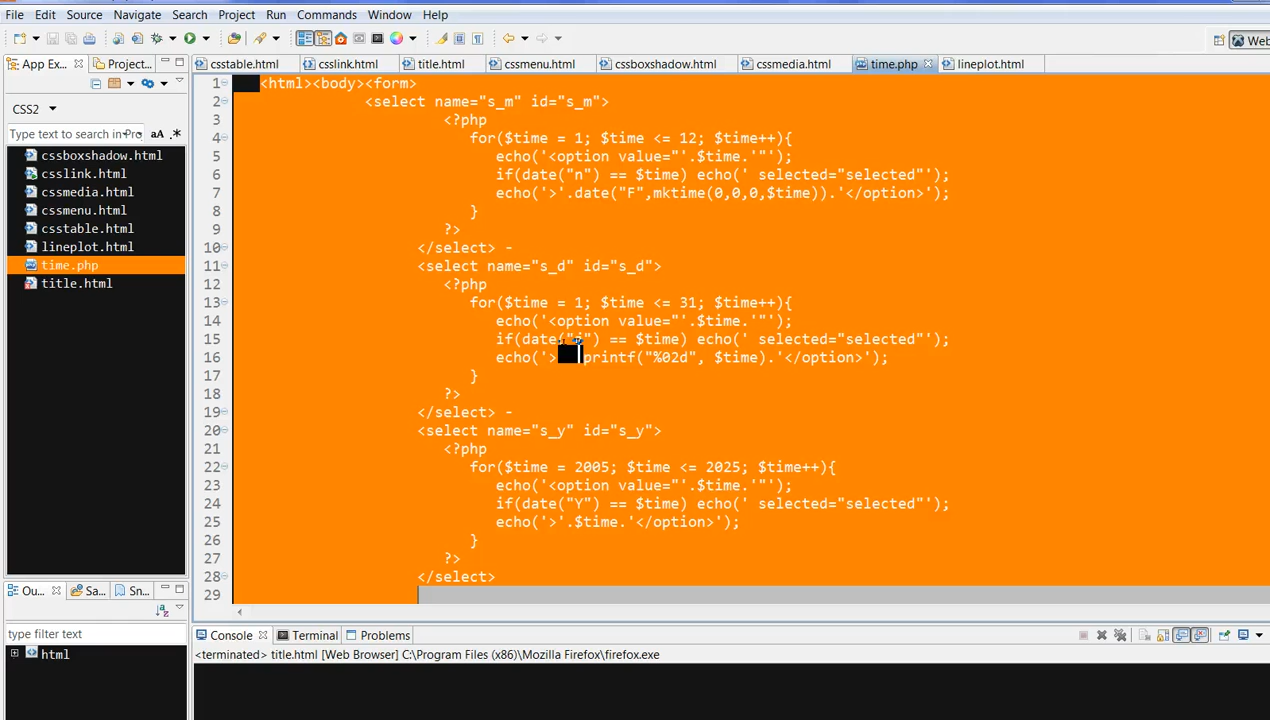 File Edit Source Navigate Search Project Run Commands Window Help
Web
App Ex... Project...
csstable.html csslink.html title.html cssmenu.html cssboxshadow.html cssmedia.html time.php lineplot.html
CSS2
Type text to search in Pro
aA .*
cssboxshadow.html
csslink.html
cssmedia.html
cssmenu.html
csstable.html
lineplot.html
time.php
title.html
1 <html><body><form>
2 <select name="s_m" id="s_m">
3 <?php
4 for($time = 1; $time <= 12; $time++){
5 echo('<option value="'.$time.'"');
6 if(date("n") == $time) echo(' selected="selected"');
7 echo('>'.date("F",mktime(0,0,0,$time)).'</option>');
8 }
9 ?>
10 </select> -
11 <select name="s_d" id="s_d">
12 <?php
13 for($time = 1; $time <= 31; $time++){
14 echo('<option value="'.$time.'"');
15 if(date("j") == $time) echo(' selected="selected"');
16 echo('> printf("%02d", $time).'</option>');
17 }
18 ?>
19 </select> -
20 <select name="s_y" id="s_y">
21 <?php
22 for($time = 2005; $time <= 2025; $time++){
23 echo('<option value="'.$time.'"');
24 if(date("Y") == $time) echo(' selected="selected"');
25 echo('>'.$time.'</option>');
26 }
27 ?>
28 </select>
29
Ou... Sa... Sn...
type filter text
html
Console Terminal Problems
<terminated> title.html [Web Browser] C:\Program Files (x86)\Mozilla Firefox\firefox.exe